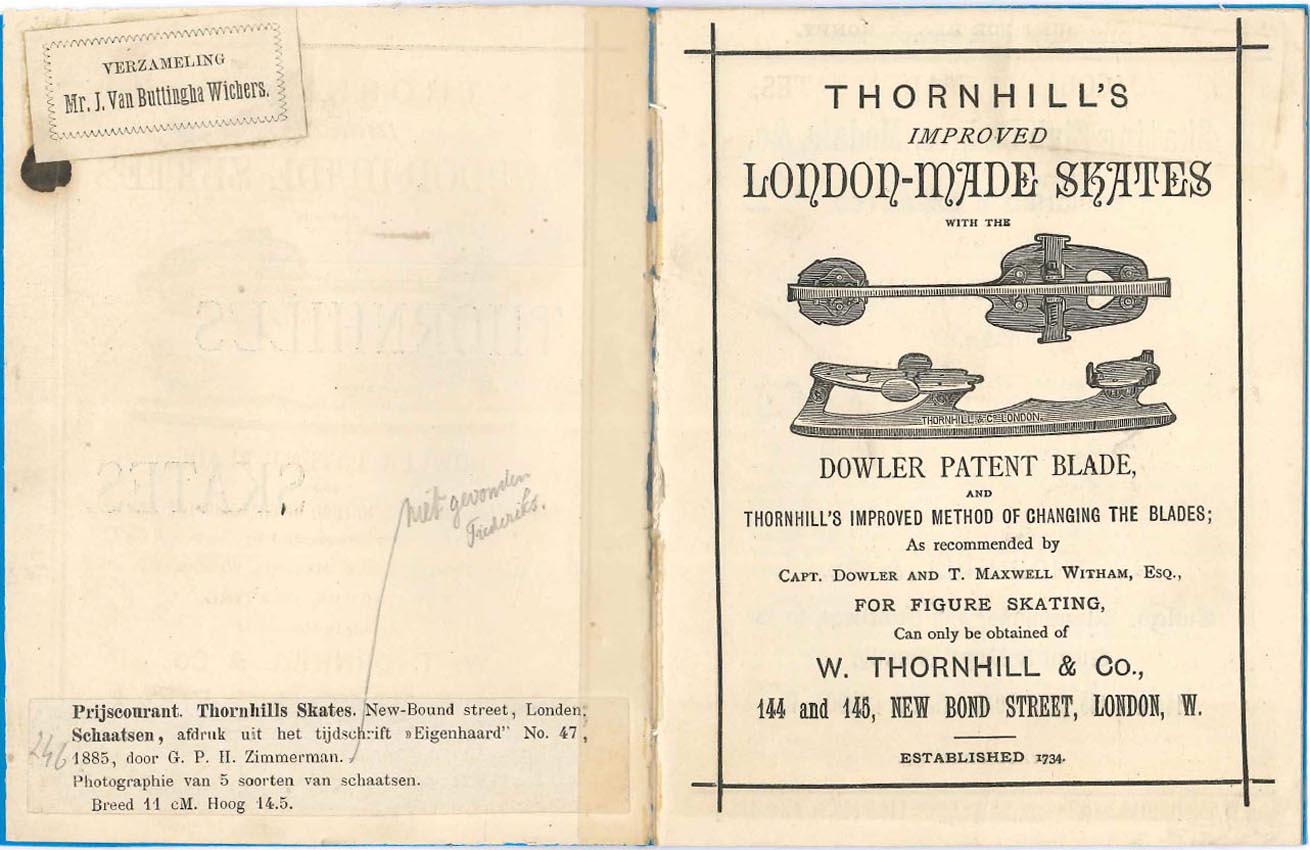 VERZAMELING
Mr. J. Van Buttingha Wichers.
niet gevonden
Frederiks.
246
Prijscourant. Thornhills Skates. New-Bound street, Londen;
Schaatsen, afdruk uit het tijdschrift »Eigenhaard” No. 47,
1885, door G. P. H. Zimmerman.
Photographie van 5 soorten van schaatsen.
Breed 11 cM. Hoog 14.5.
THORNHILL'S
IMPROVED
LONDON-MADE SKATES
WITH THE
THORNHILL & Co LONDON.
DOWLER PATENT BLADE,
AND
THORNHILL'S IMPROVED METHOD OF CHANGING THE BLADES;
As recommended by
CAPT. DOWLER AND T. MAXWELL WITHAM, ESQ.,
FOR FIGURE SKATING,
Can only be obtained of
W. THORNHILL & Co.,
144 and 145, NEW BOND STREET, LONDON, W.
ESTABLISHED 1734.